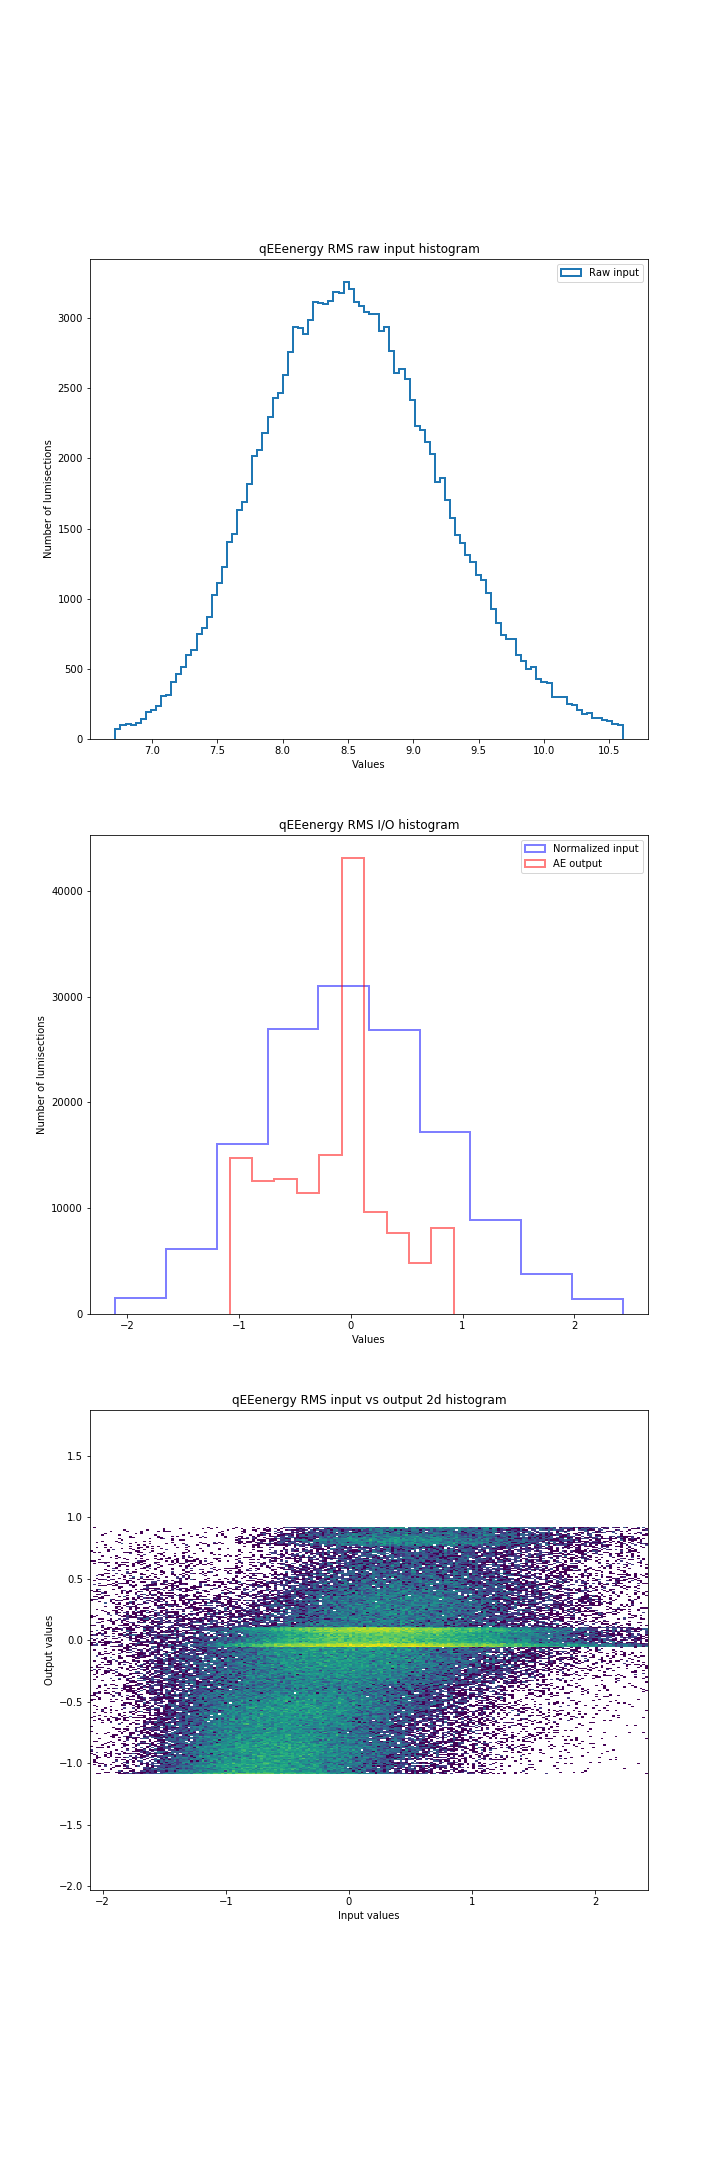 qEEenergy RMS raw input histogram
Raw input
3000
2500
2000
1500
1000
500
0
Number of lumisections
7.0 7.5 8.0 8.5 9.0 9.5 10.0 10.5
Values
qEEenergy RMS I/O histogram
Normalized input
AE output
40000
30000
20000
10000
0
Number of lumisections
−2 −1 0 1 2
Values
qEEenergy RMS input vs output 2d histogram
1.5
1.0
0.5
0.0
−0.5
−1.0
−1.5
−2.0
Output values
−2 −1 0 1 2
Input values